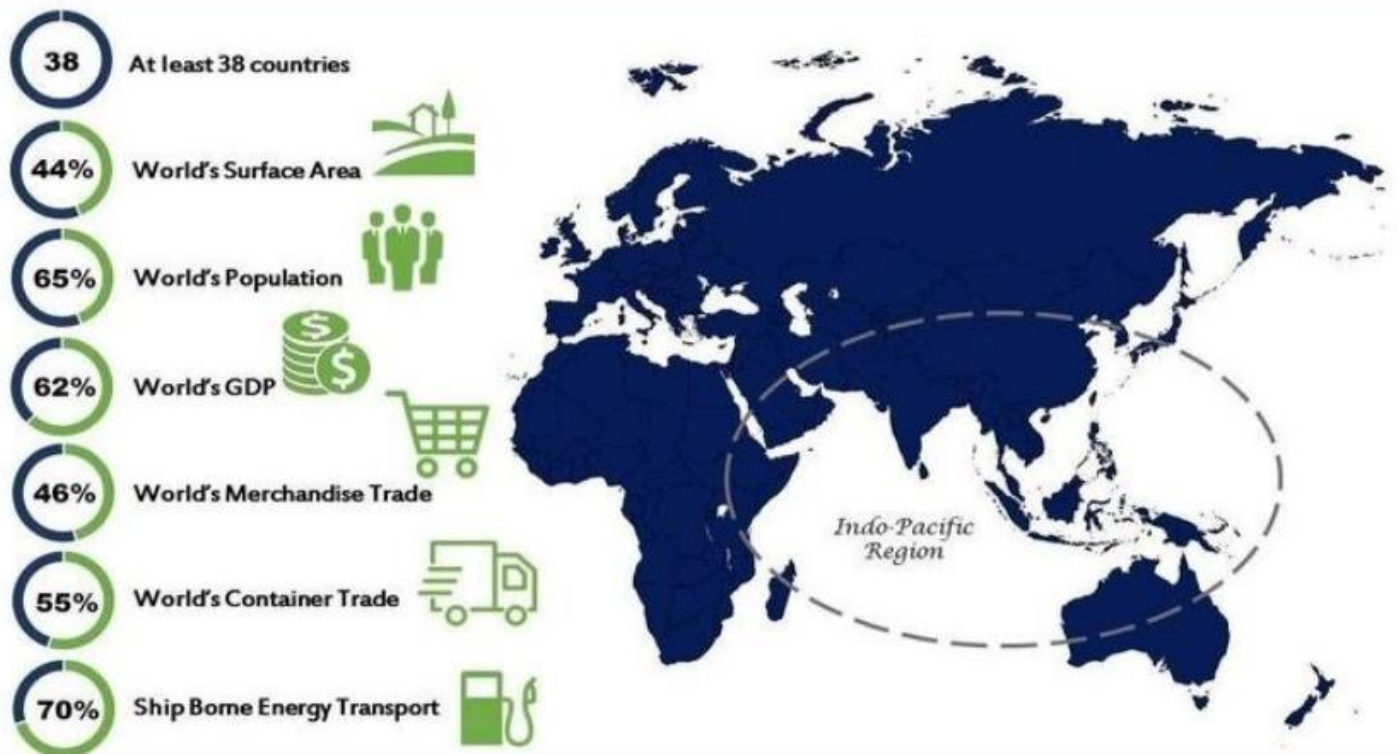 38 At least 38 countries
44% World's Surface Area
65% World's Population
$
$
62% World's GDP
46% World's Merchandise Trade
55% World's Container Trade
70% Ship Borne Energy Transport
Indo-Pacific
Region